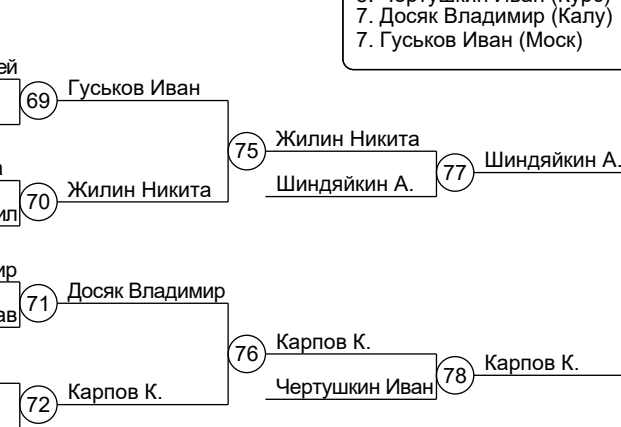 7. Досяк Владимир (Калу)
7. Гуськов Иван (Моск)
69 Гуськов Иван
75 Жилин Никита
77 Шиндяйкин А.
Шиндяйкин А.
70 Жилин Никита
71 Досяк Владимир
76 Карпов К.
78 Карпов К.
Чертушкин Иван
72 Карпов К.